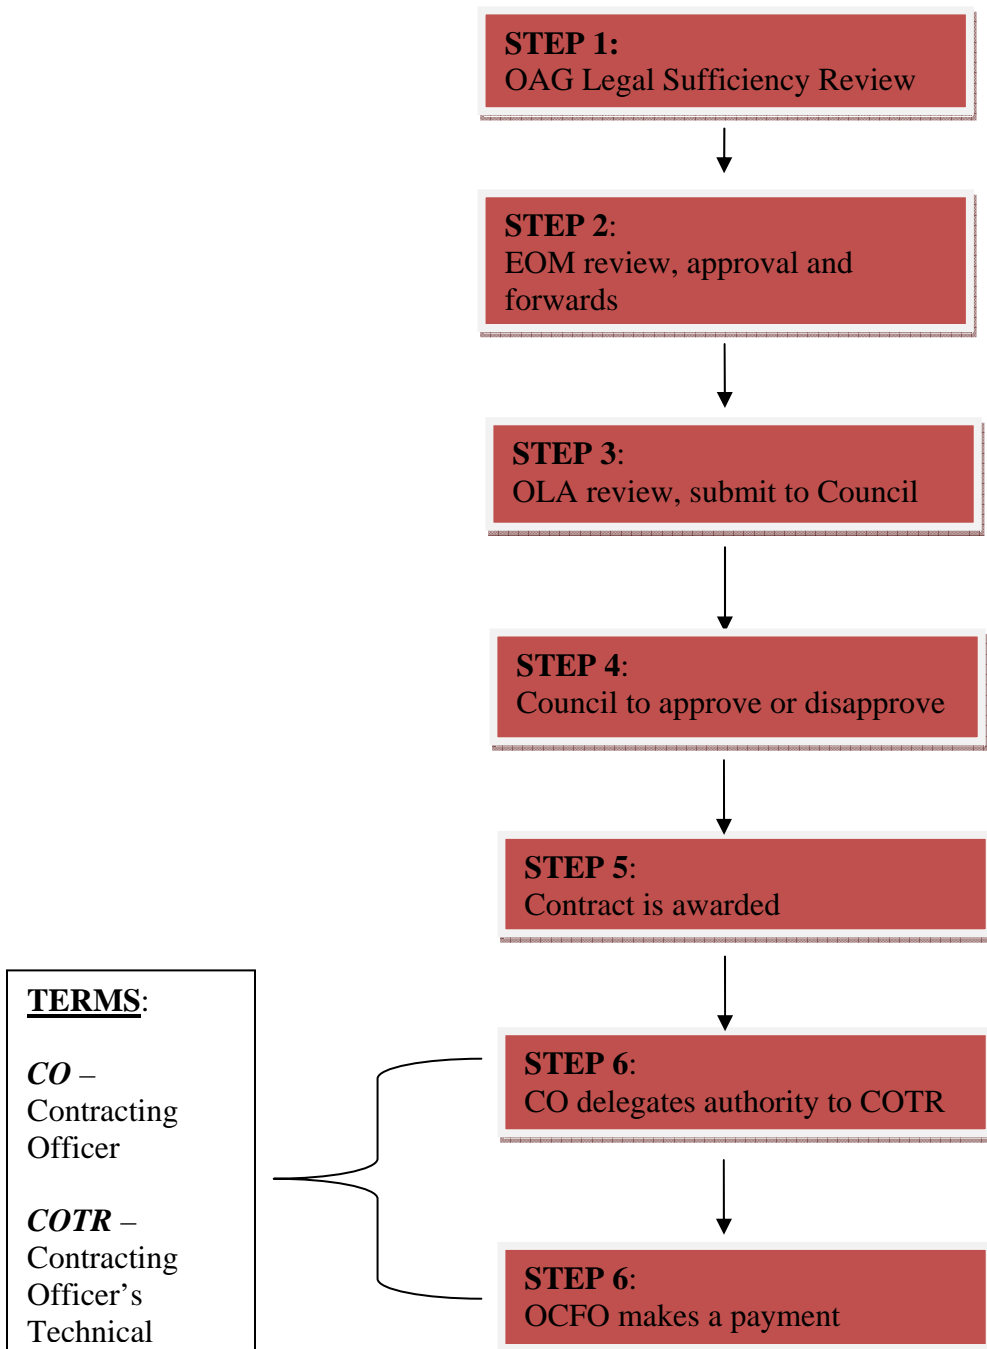 STEP 1:
OAG Legal Sufficiency Review
STEP 2:
EOM review, approval and
forwards
STEP 3:
OLA review, submit to Council
STEP 4:
Council to approve or disapprove
STEP 5:
Contract is awarded
TERMS:
CO –
Contracting
Officer
COTR –
Contracting
Officer’s
Technical
STEP 6:
CO delegates authority to COTR
STEP 6:
OCFO makes a payment